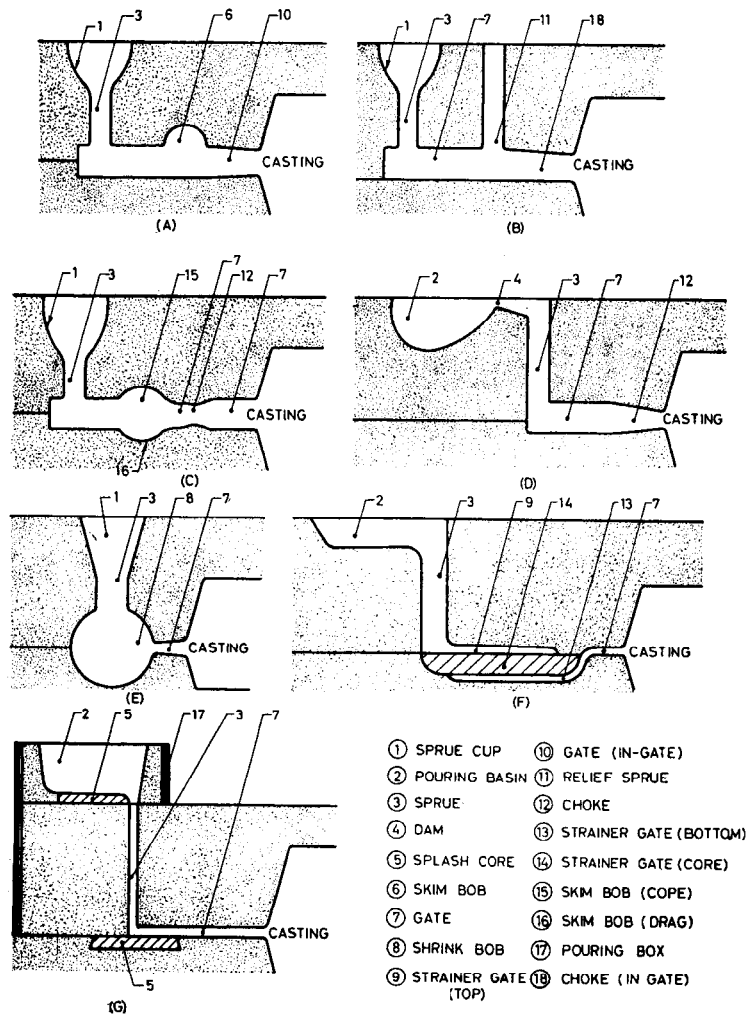 1 3 6 10
CASTING
(A)
1 3 7 11 18
CASTING
(B)
1 3 15 7 12 7
CASTING
16
(C)
2 4 3 7 12
CASTING
(D)
1 3 8 7
CASTING
(E)
2 3 9 14 13 7
CASTING
(F)
2 5 17 3 7
CASTING
5
(G)
① SPRUE CUP
② POURING BASIN
③ SPRUE
④ DAM
⑤ SPLASH CORE
⑥ SKIM BOB
⑦ GATE
⑧ SHRINK BOB
⑨ STRAINER GATE
(TOP)
⑩ GATE (IN-GATE)
⑪ RELIEF SPRUE
⑫ CHOKE
⑬ STRAINER GATE (BOTTOM)
⑭ STRAINER GATE (CORE)
⑮ SKIM BOB (COPE)
⑯ SKIM BOB (DRAG)
⑰ POURING BOX
⑱ CHOKE (IN GATE)